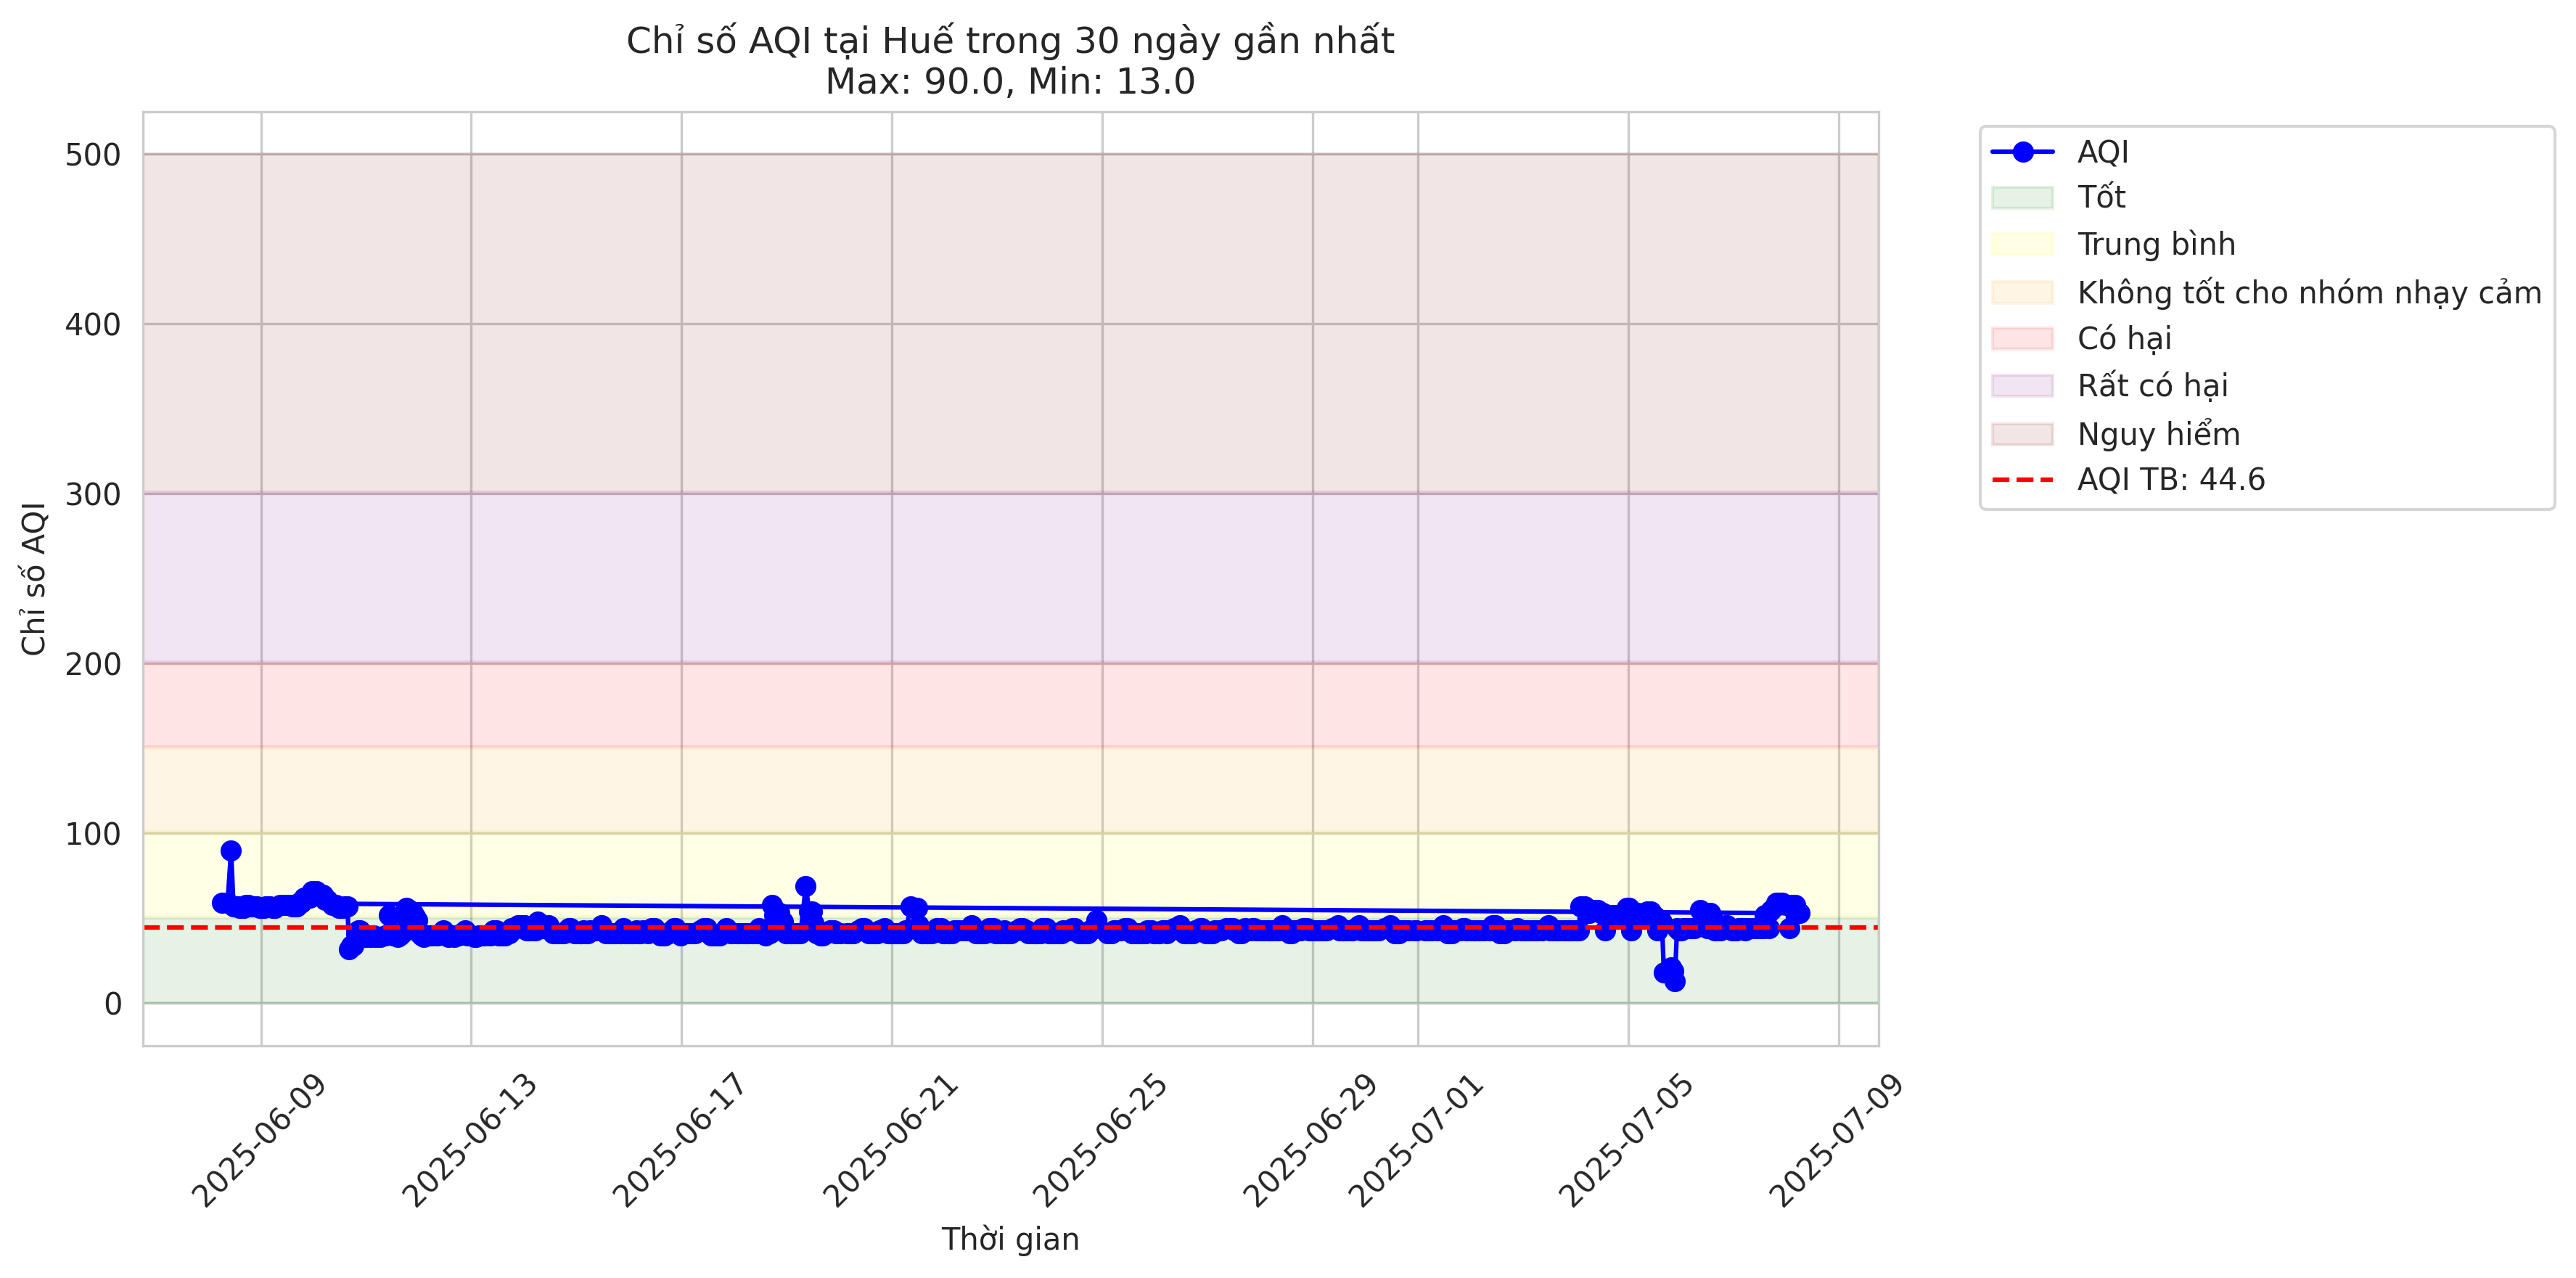 Chỉ số AQI tại Huế trong 30 ngày gần nhất
Max: 90.0, Min: 13.0
Chỉ số AQI
500
400
300
200
100
0
2025-06-09
2025-06-13
2025-06-17
2025-06-21
2025-06-25
2025-06-29
2025-07-01
2025-07-05
2025-07-09
Thời gian
AQI
Tốt
Trung bình
Không tốt cho nhóm nhạy cảm
Có hại
Rất có hại
Nguy hiểm
AQI TB: 44.6